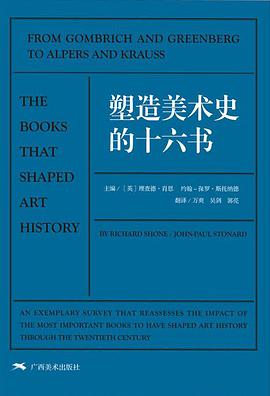 FROM GOMBRICH AND GREENBERG
TO ALPERS AND KRAUSS
THE
BOOKS
THAT
SHAPED
ART
HISTORY
塑造美术史
的十六书
主编/［英］理查德·肖恩 约翰-保罗·斯托纳德
翻译/万爽 吴剑 郭亮
BY RICHARD SHONE/JOHN-PAUL STONARD
AN EXEMPLARY SURVEY THAT REASSESSES THE IMPACT OF
THE MOST IMPORTANT BOOKS TO HAVE SHAPED ART HISTORY
THROUGH THE TWENTIETH CENTURY
广西美术出版社